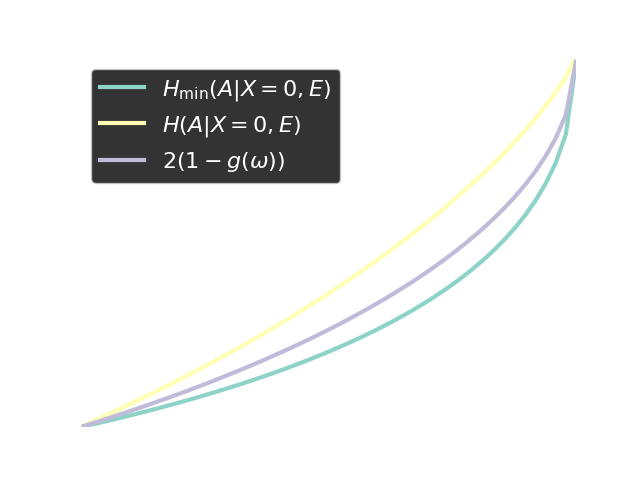 H_min(A|X = 0, E)
H(A|X = 0, E)
2(1 − g(ω))